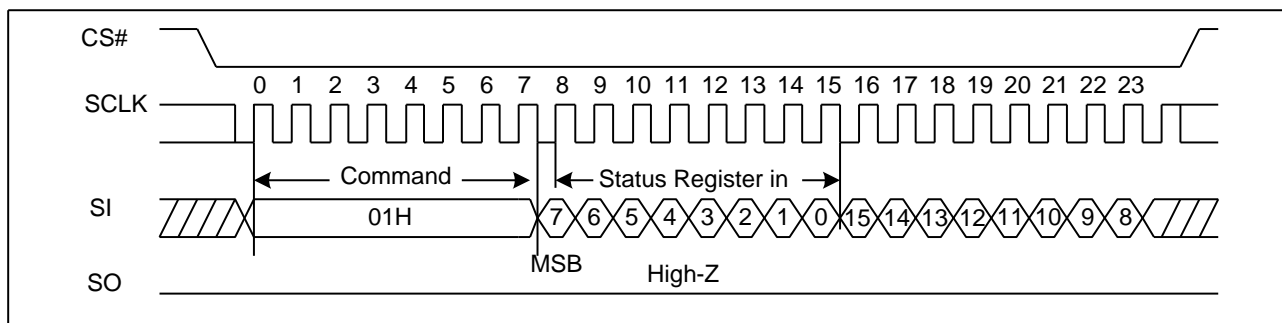 CS#
0 1 2 3 4 5 6 7 8 9 10 11 12 13 14 15 16 17 18 19 20 21 22 23
SCLK
Command Status Register in
SI 01H 7 6 5 4 3 2 1 0 15 14 13 12 11 10 9 8
MSB
SO High-Z